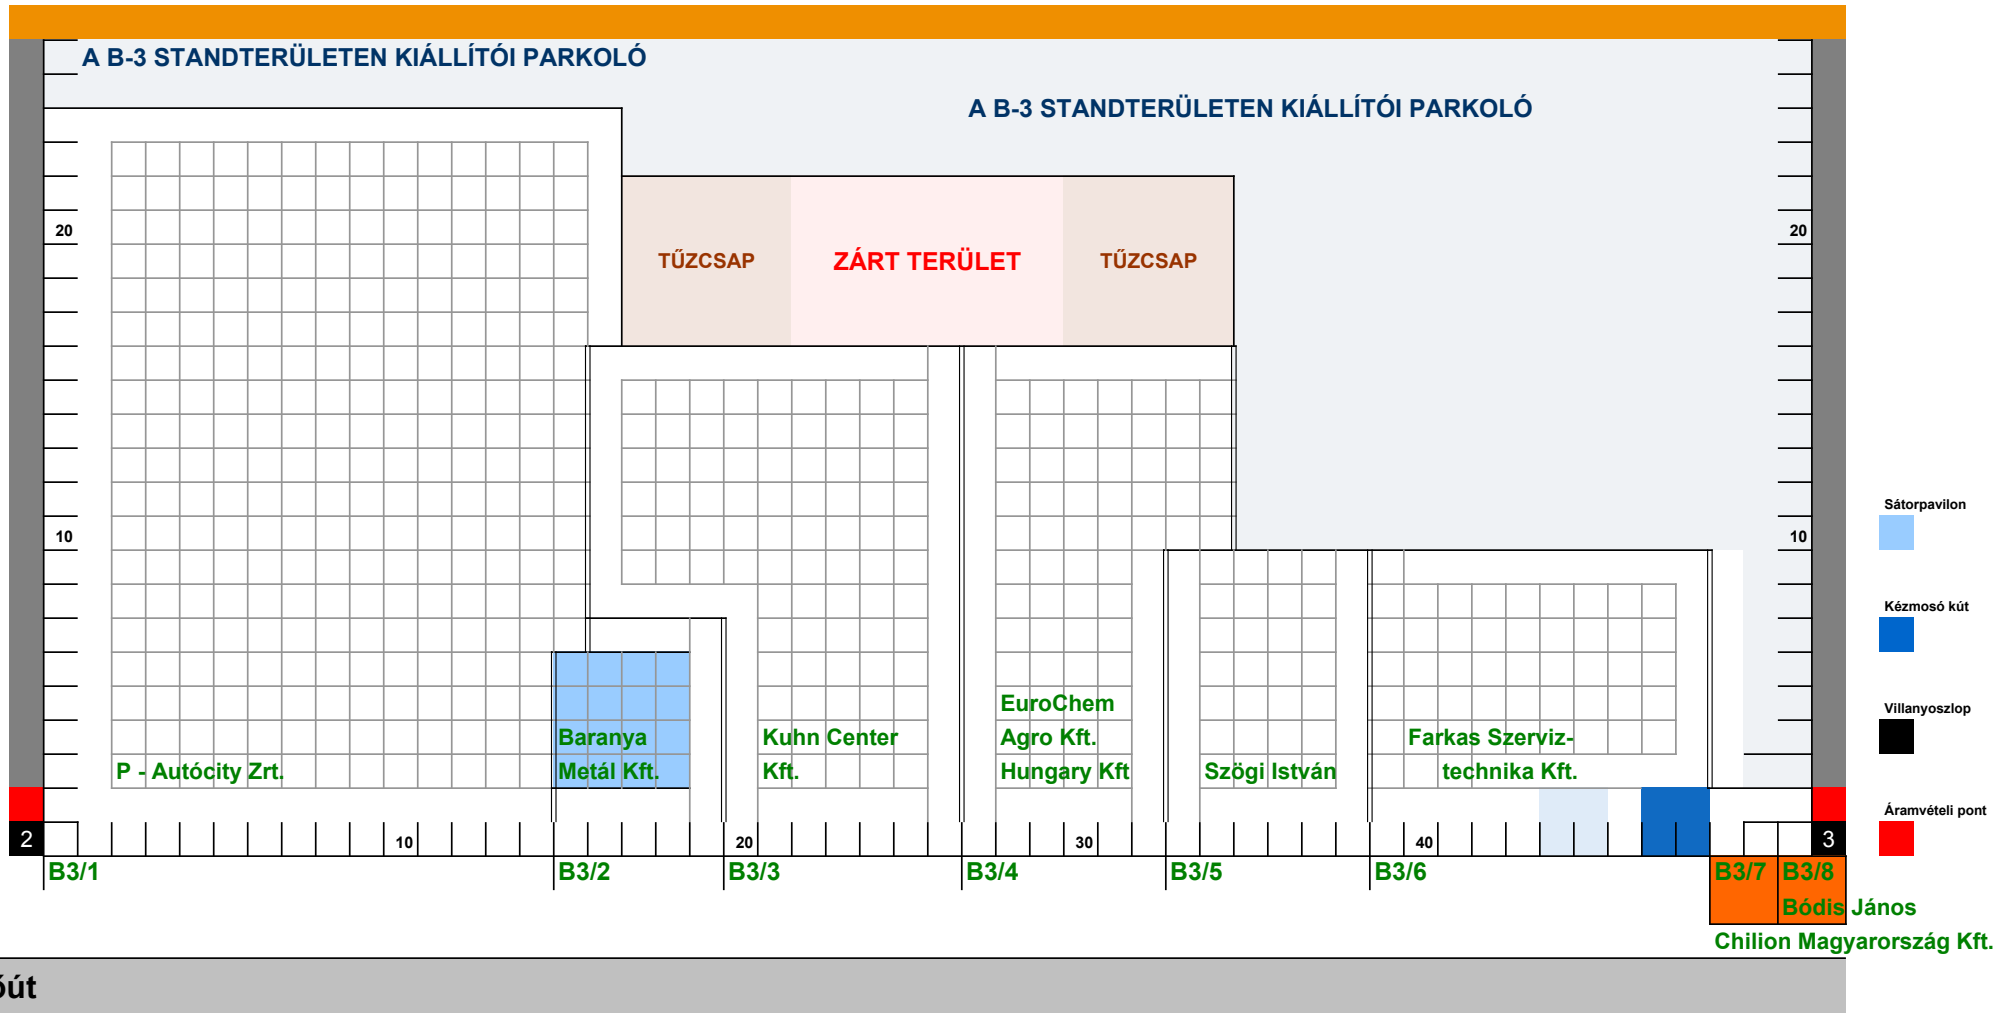 A B-3 STANDTERÜLETEN KIÁLLÍTÓI PARKOLÓ
A B-3 STANDTERÜLETEN KIÁLLÍTÓI PARKOLÓ
20
20
TŰZCSAP
ZÁRT TERÜLET
TŰZCSAP
Sátorpavilon
10
10
Kézmosó kút
EuroChem
Villanyoszlop
Baranya
Kuhn Center
Agro Kft.
Farkas Szerviz-
P - Autócity Zrt.
Metál Kft.
Kft.
Hungary Kft
Szögi István
technika Kft.
Áramvételi pont
2
10
20
30
40
3
B3/1
B3/2
B3/3
B3/4
B3/5
B3/6
B3/7
B3/8
Bódis János
Chilion Magyarország Kft.